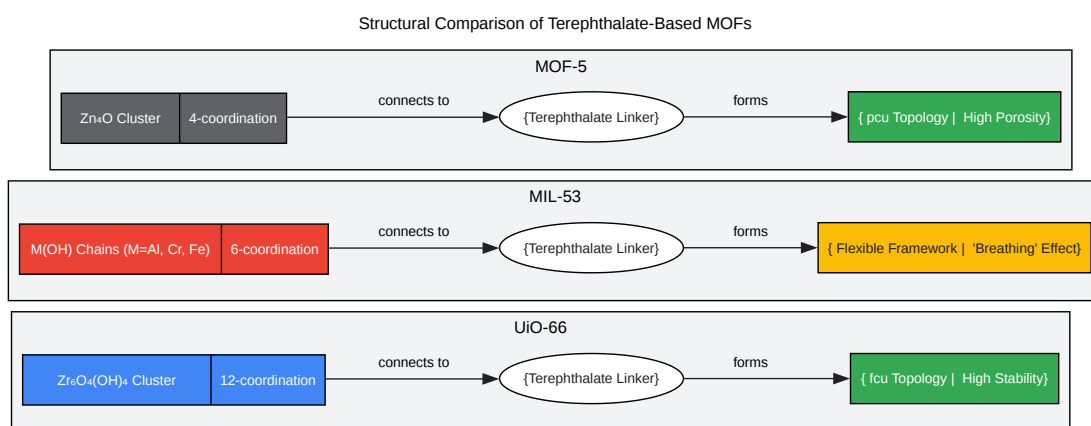 Structural Comparison of Terephthalate-Based MOFs
MOF-5
Zn₄O Cluster
4-coordination
connects to
{Terephthalate Linker}
forms
{ pcu Topology | High Porosity}
MIL-53
M(OH) Chains (M=Al, Cr, Fe)
6-coordination
connects to
{Terephthalate Linker}
forms
{ Flexible Framework | 'Breathing' Effect}
UiO-66
Zr₆O₄(OH)₄ Cluster
12-coordination
connects to
{Terephthalate Linker}
forms
{ fcu Topology | High Stability}